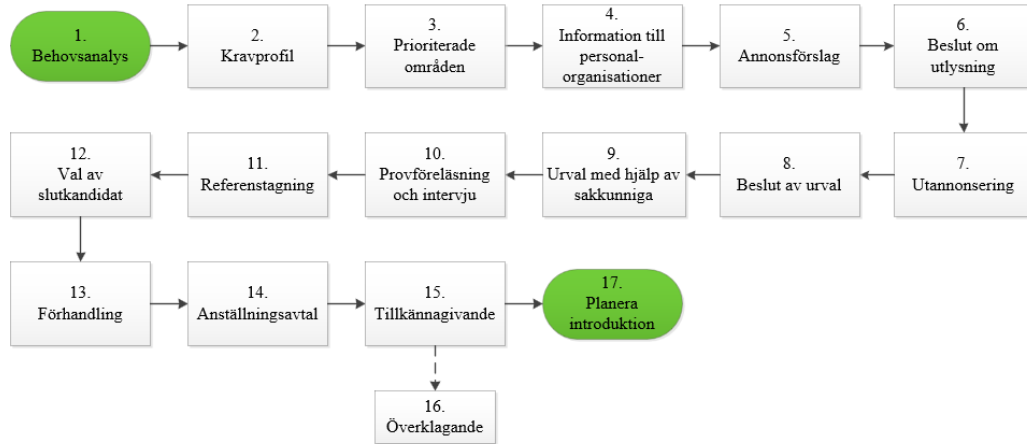 1.
Behovsanalys
2.
Kravprofil
3.
Prioriterade
områden
4.
Information till
personal-
organisationer
5.
Annonsförslag
6.
Beslut om
utlysning
7.
Utannonsering
8.
Beslut av urval
9.
Urval med hjälp av
sakkunniga
10.
Provföreläsning
och intervju
11.
Referenstagning
12.
Val av
slutkandidat
13.
Förhandling
14.
Anställningsavtal
15.
Tillkännagivande
16.
Överklagande
17.
Planera
introduktion